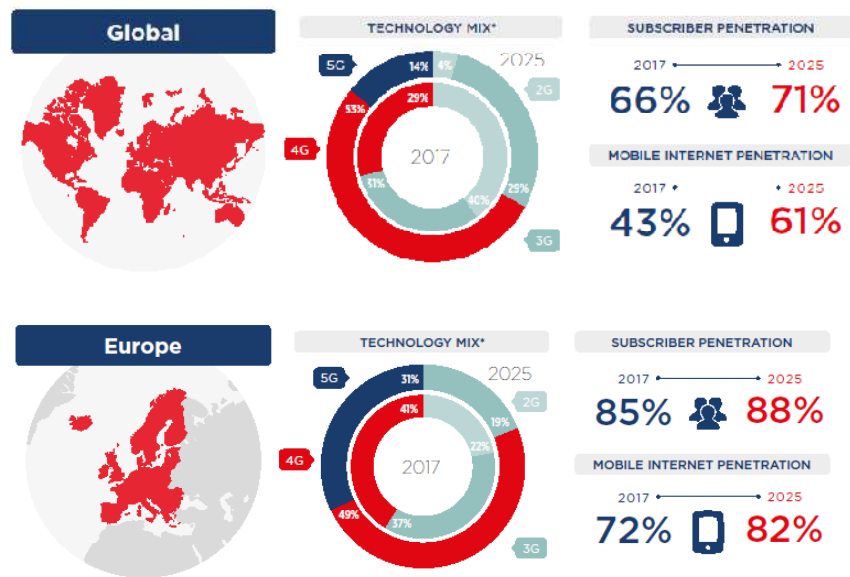 Global
TECHNOLOGY MIX*
SUBSCRIBER PENETRATION
5G
14%
4%
2025
2G
2017
2025
53%
29%
66%
71%
4G
2017
MOBILE INTERNET PENETRATION
31%
40%
29%
2017
2025
3G
43%
61%
Europe
TECHNOLOGY MIX*
SUBSCRIBER PENETRATION
5G
31%
2025
2G
2017
2025
41%
19%
85%
88%
22%
4G
2017
MOBILE INTERNET PENETRATION
49%
37%
2017
2025
3G
72%
82%